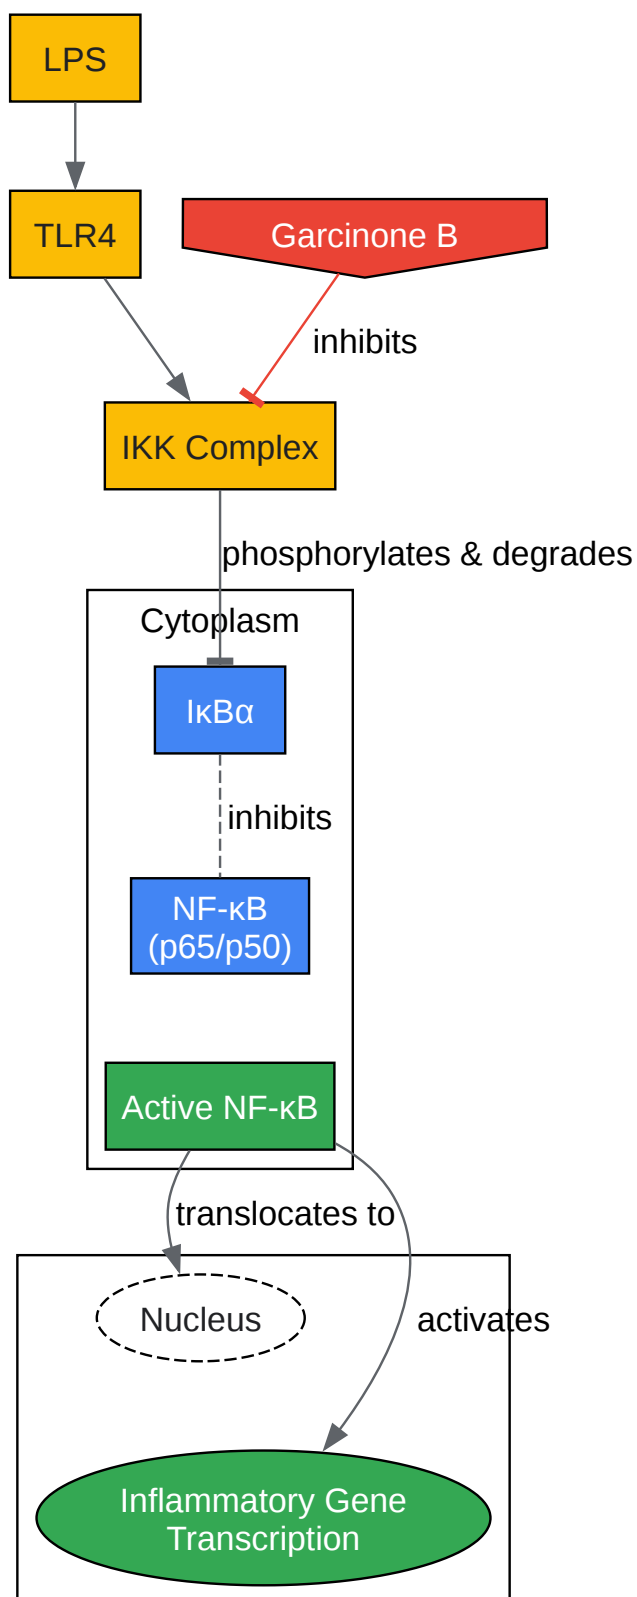 LPS
TLR4
Garcinone B
inhibits
IKK Complex
phosphorylates & degrades
Cytoplasm
IκBα
inhibits
NF-κB
(p65/p50)
Active NF-κB
translocates to
Nucleus
activates
Inflammatory Gene
Transcription